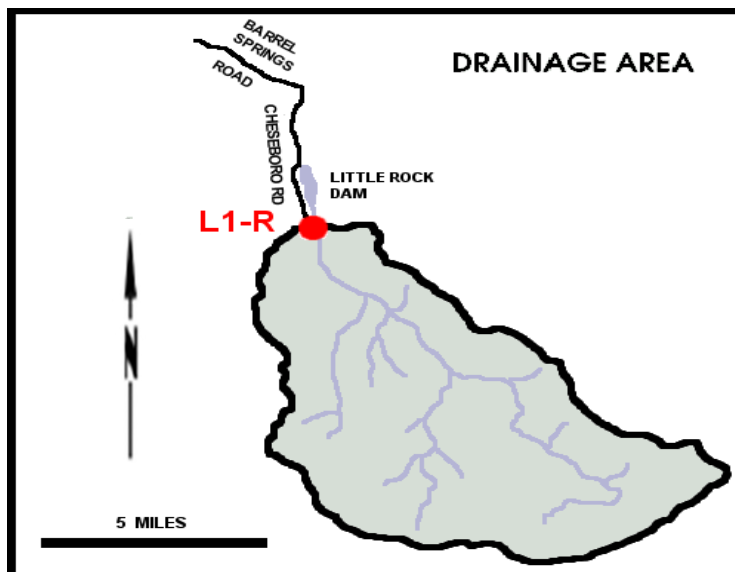 BARREL
SPRINGS
ROAD
DRAINAGE AREA
CHESEBORO RD
LITTLE ROCK
DAM
L1-R
N
5 MILES